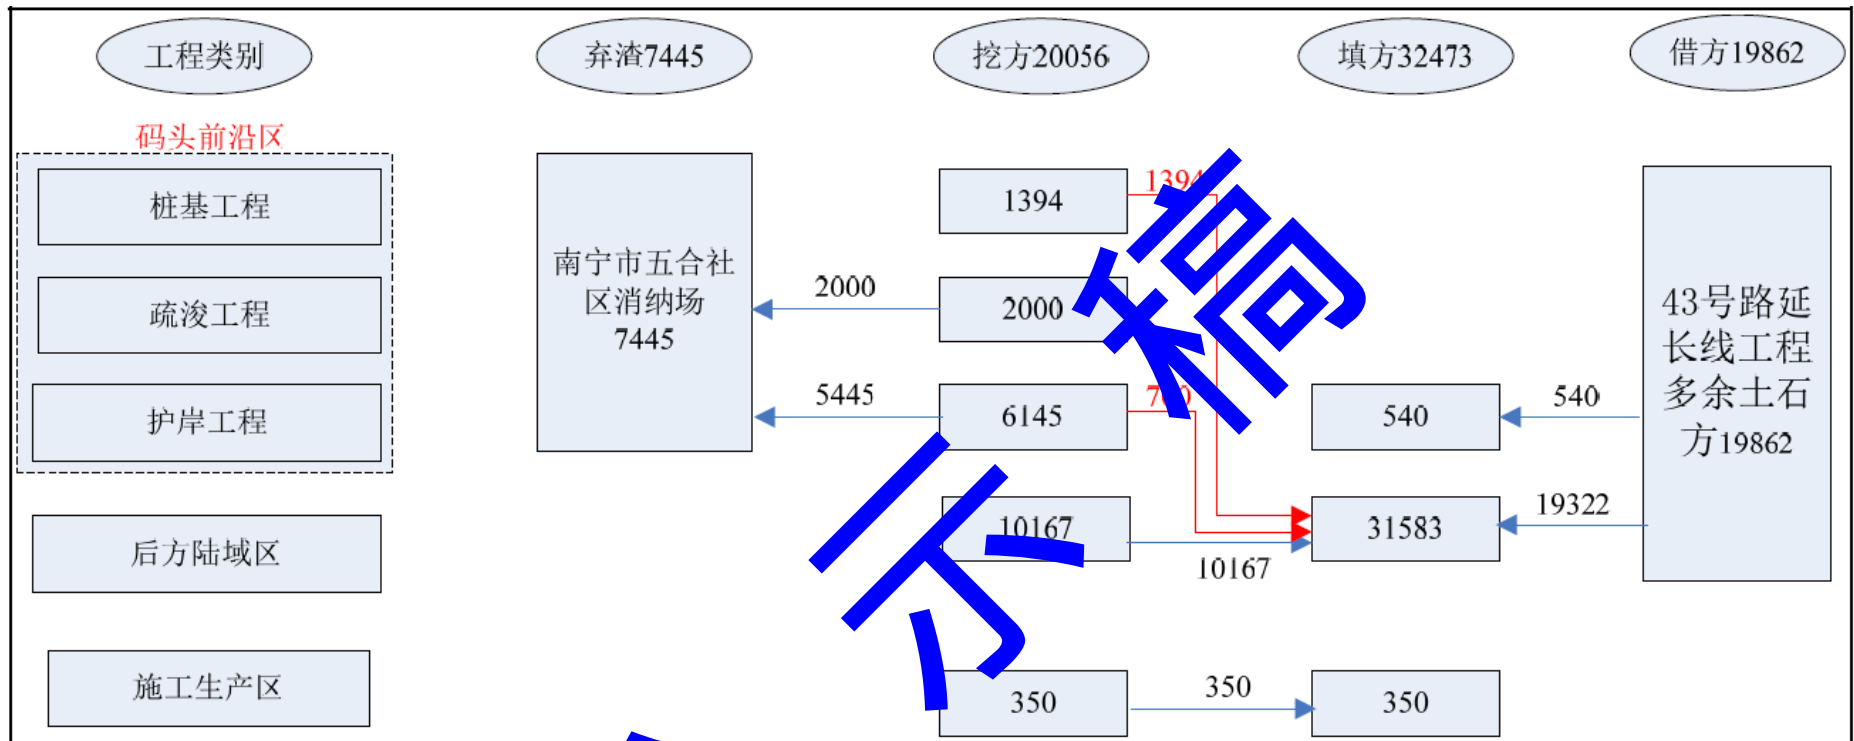 工程类别
弃渣7445
挖方20056
填方32473
借方19862
码头前沿区
桩基工程
疏浚工程
护岸工程
后方陆域区
施工生产区
南宁市五合社
区消纳场
7445
2000
5445
1394
2000
6145
10167
350
1394
10167
350
540
31583
350
540
19322
43号路延
长线工程
多余土石
方19862
示稿